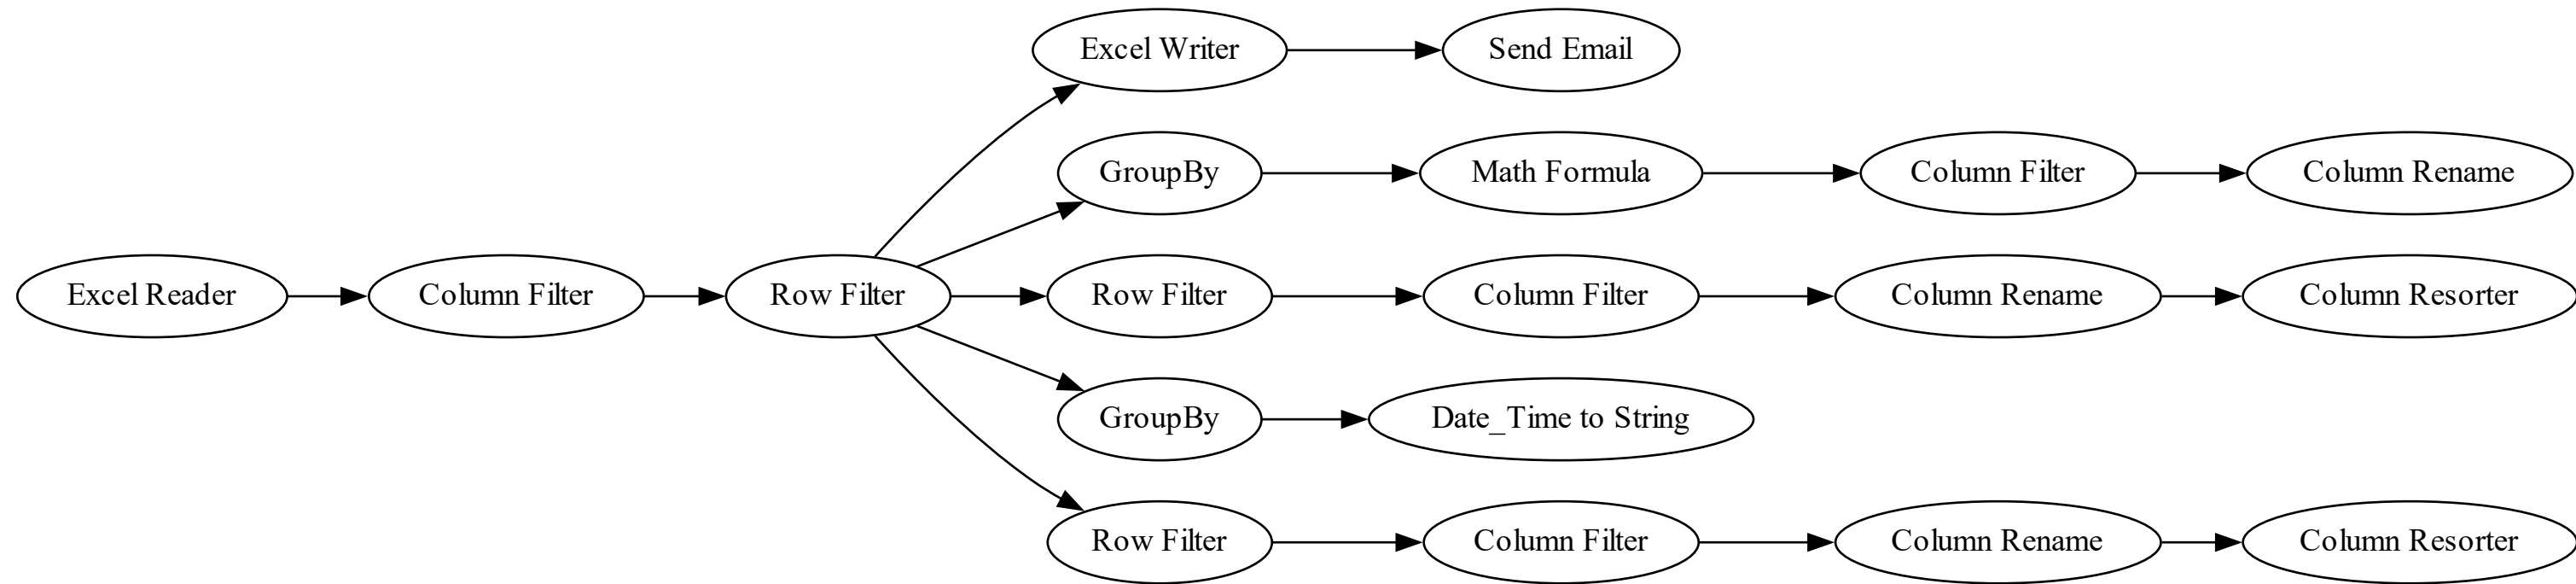 Excel Writer
Send Email
GroupBy
Math Formula
Column Filter
Column Rename
Excel Reader
Column Filter
Row Filter
Row Filter
Column Filter
Column Rename
Column Resorter
GroupBy
Date_Time to String
Row Filter
Column Filter
Column Rename
Column Resorter